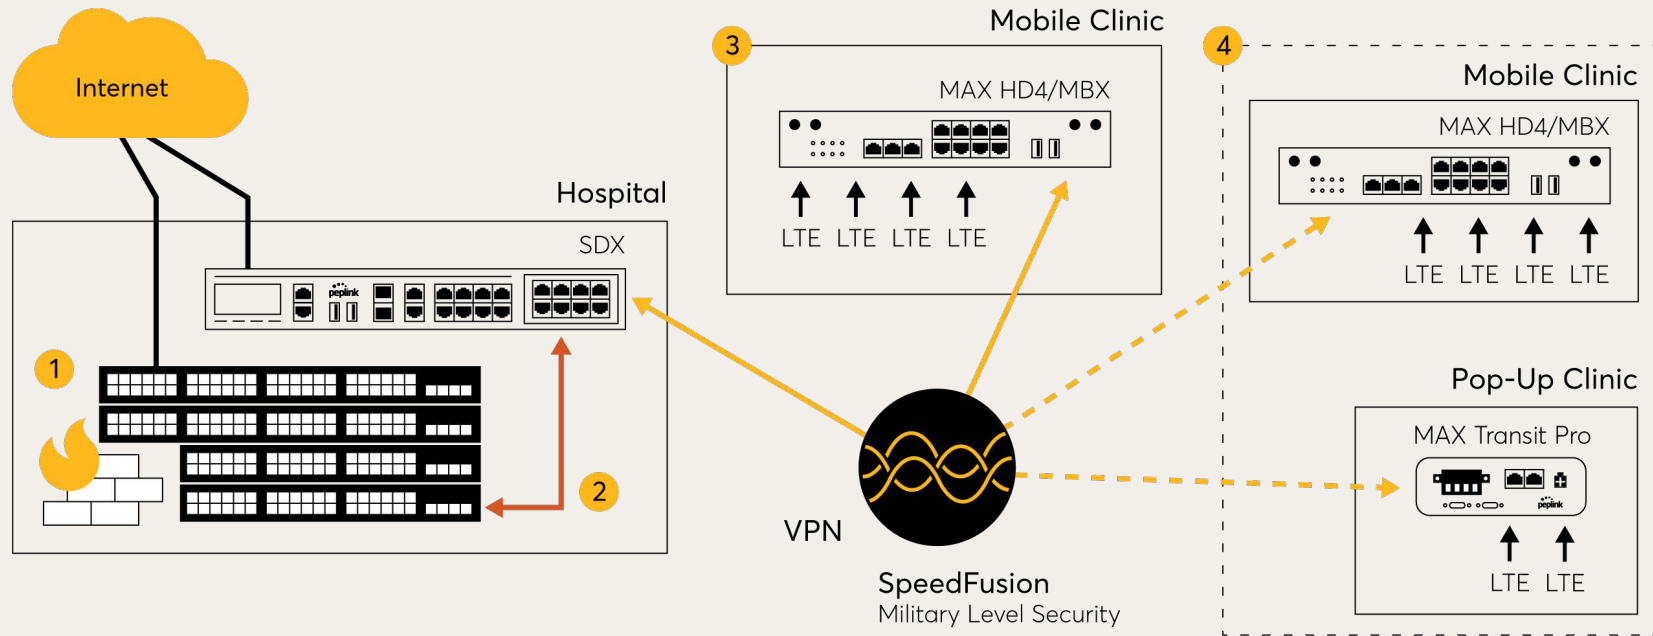 Internet
Hospital
SDX
peplink
1
2
3
Mobile Clinic
MAX HD4/MBX
LTE LTE LTE LTE
VPN
SpeedFusion
Military Level Security
4
Mobile Clinic
MAX HD4/MBX
LTE LTE LTE LTE
Pop-Up Clinic
MAX Transit Pro
peplink
LTE LTE